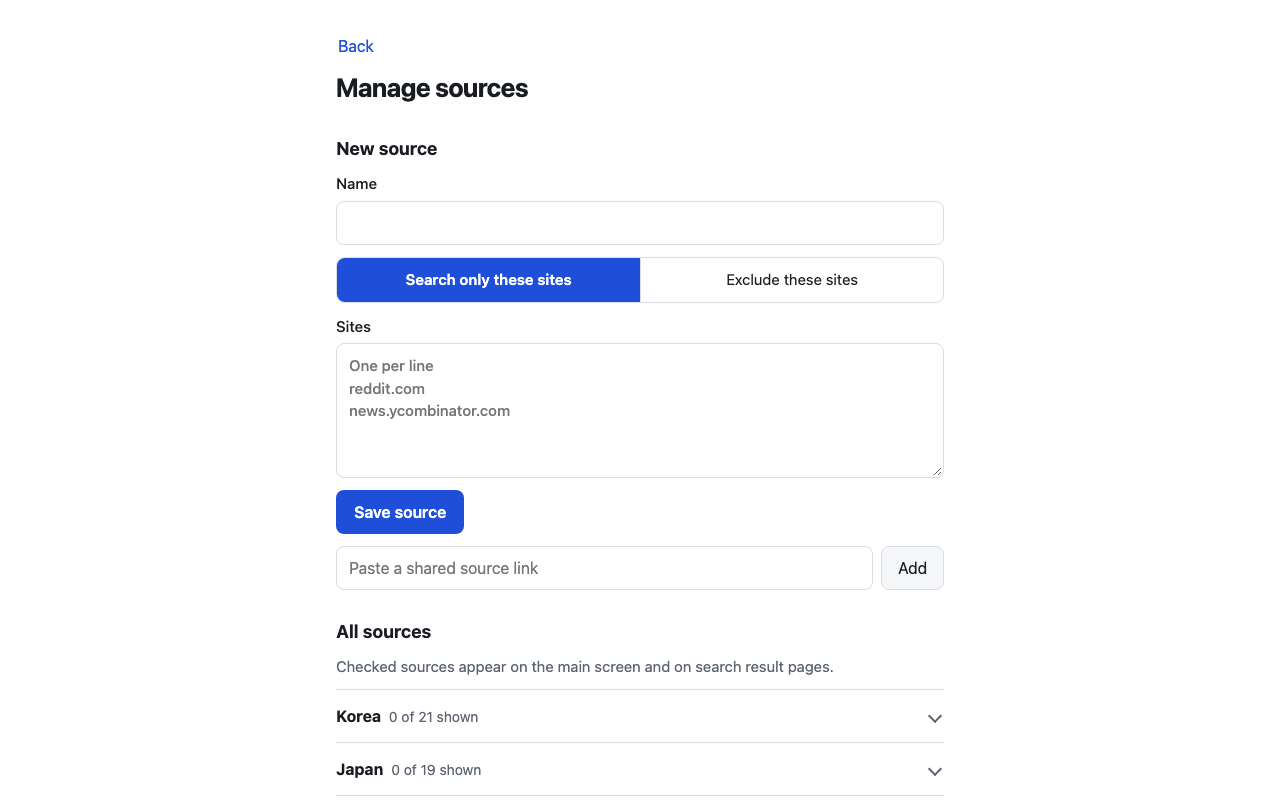 Back
Manage sources
New source
Name
Search only these sites
Exclude these sites
Sites
One per line
reddit.com
news.ycombinator.com
Save source
Paste a shared source link
Add
All sources
Checked sources appear on the main screen and on search result pages.
Korea 0 of 21 shown
Japan 0 of 19 shown